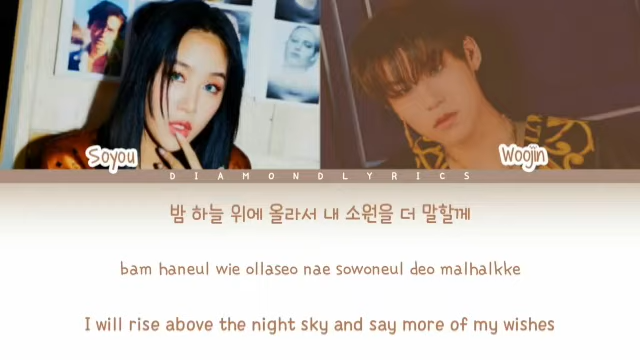 Soyou
Woojin
DIAMONDLYRICS
밤 하늘 위에 올라서 내 소원을 더 말할께
bam haneul wie ollaseo nae sowoneul deo malhalkke
I will rise above the night sky and say more of my wishes